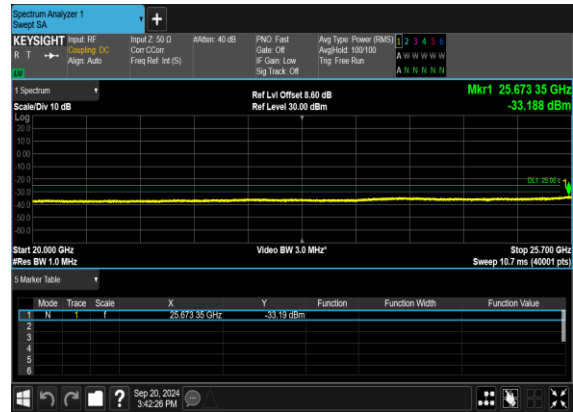 Spectrum Analyzer 1
Swept SA
+
KEYSIGHT Input: RF Input Z: 50 Ω #Atten: 40 dB PNO: Fast Avg Type: Power (RMS) 1 2 3 4 5 6
R T Coupling: DC Corr CCorr Gate: Off Avg|Hold: 100/100 A W W W W W
Align: Auto Freq Ref: Int (S) IF Gain: Low Trig: Free Run
Sig Track: Off A N N N N N
1 Spectrum
Ref Lvl Offset 8.60 dB Mkr1 25.673 35 GHz
Scale/Div 10 dB Ref Level 30.00 dBm -33.188 dBm
Log
20.0
10.0
0.00
-10.0
-20.0
DL1 -25.00
-30.0
-40.0
-50.0
-60.0
Start 20.000 GHz Video BW 3.0 MHz* Stop 25.700 GHz
#Res BW 1.0 MHz Sweep 10.7 ms (40001 pts)
5 Marker Table
Mode Trace Scale X Y Function Function Width Function Value
1 N 1 f 25.673 35 GHz -33.19 dBm
2
3
4
5
6
? Sep 20, 2024
3:42:26 PM